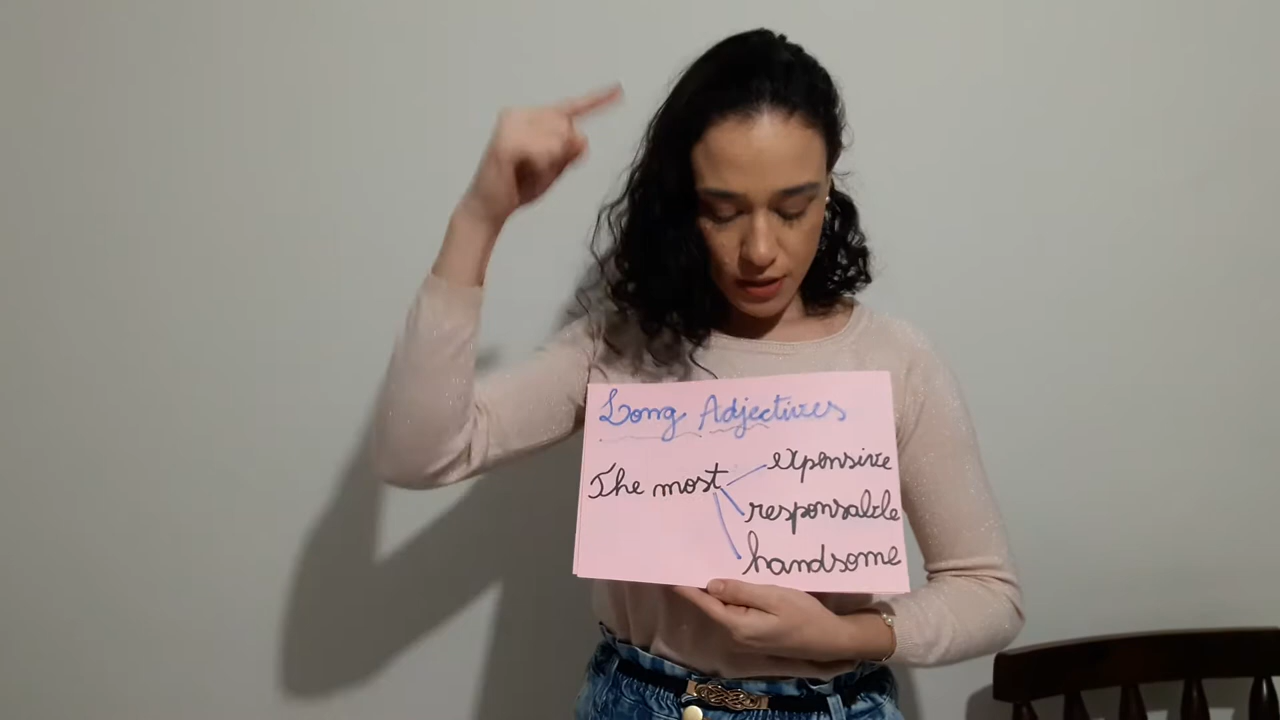 Long Adjectives
The most expensive
responsable
handsome